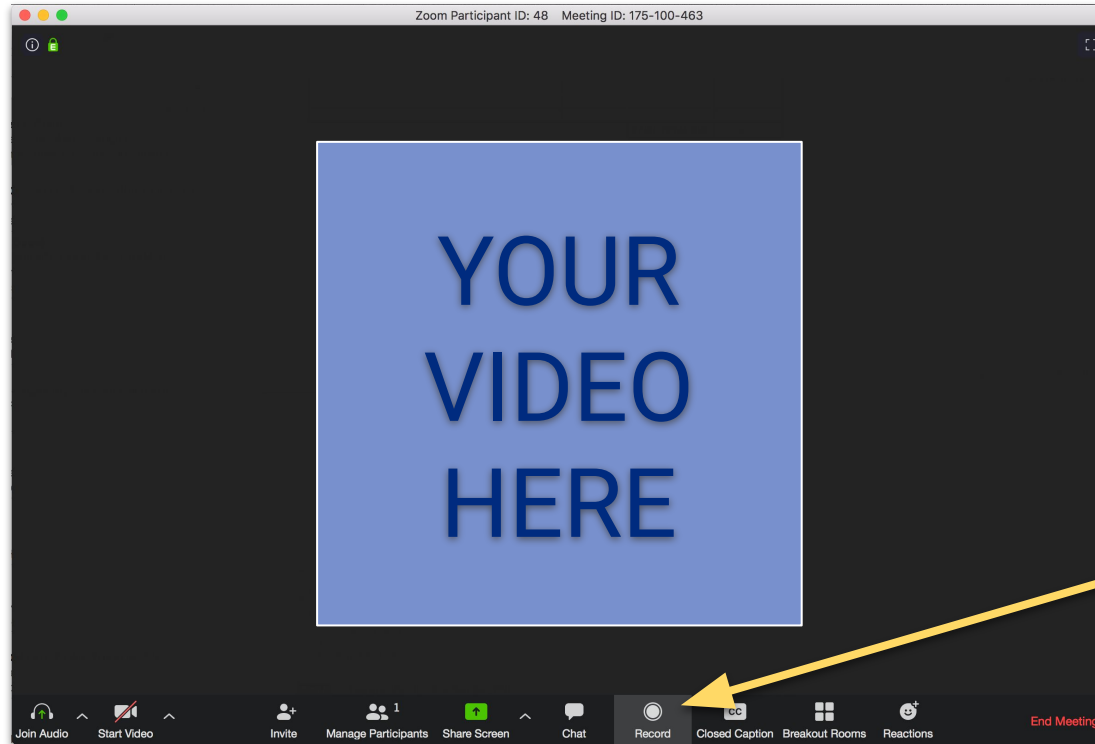 Zoom Participant ID: 48 Meeting ID: 175-100-463
E
YOUR
VIDEO
HERE
1
CC
Join Audio Start Video Invite Manage Participants Share Screen Chat Record Closed Caption Breakout Rooms Reactions End Meeting